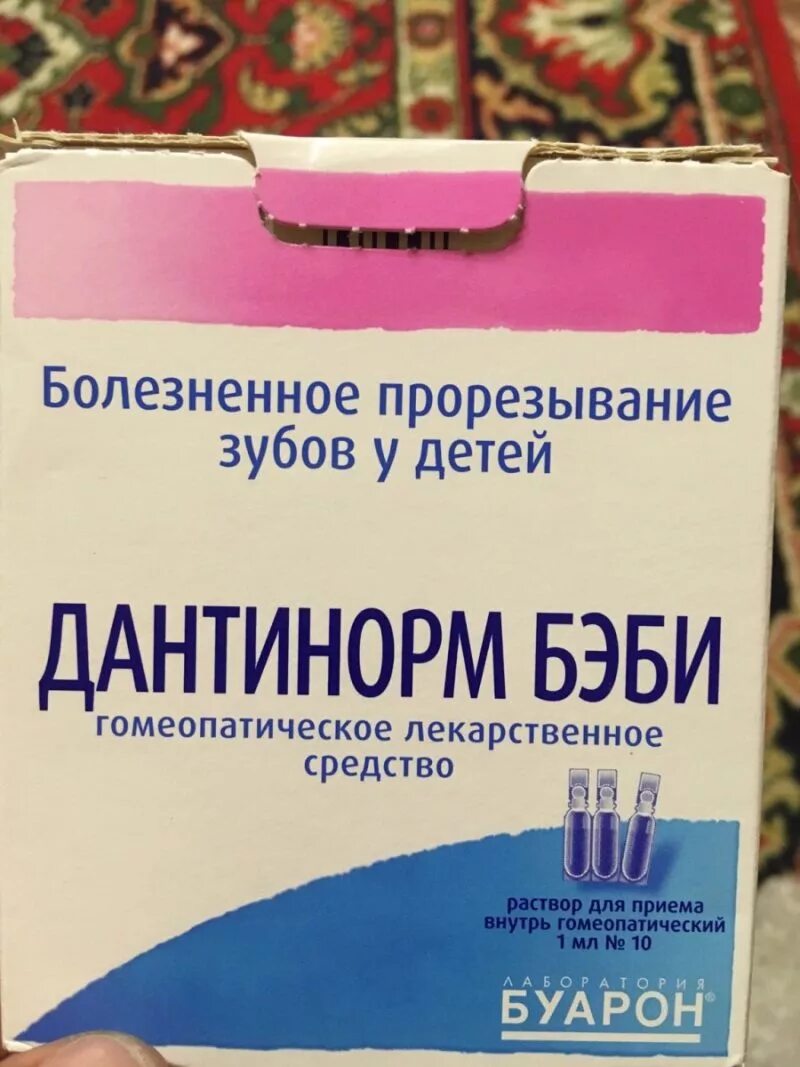 Болезненное прорезывание
зубов у детей
ДАНТИНОРМ БЭБИ
гомеопатическое лекарственное
средство
раствор для приема
внутрь гомеопатический
1 мл № 10
ЛАБОРАТОРИЯ
БУАРОН®